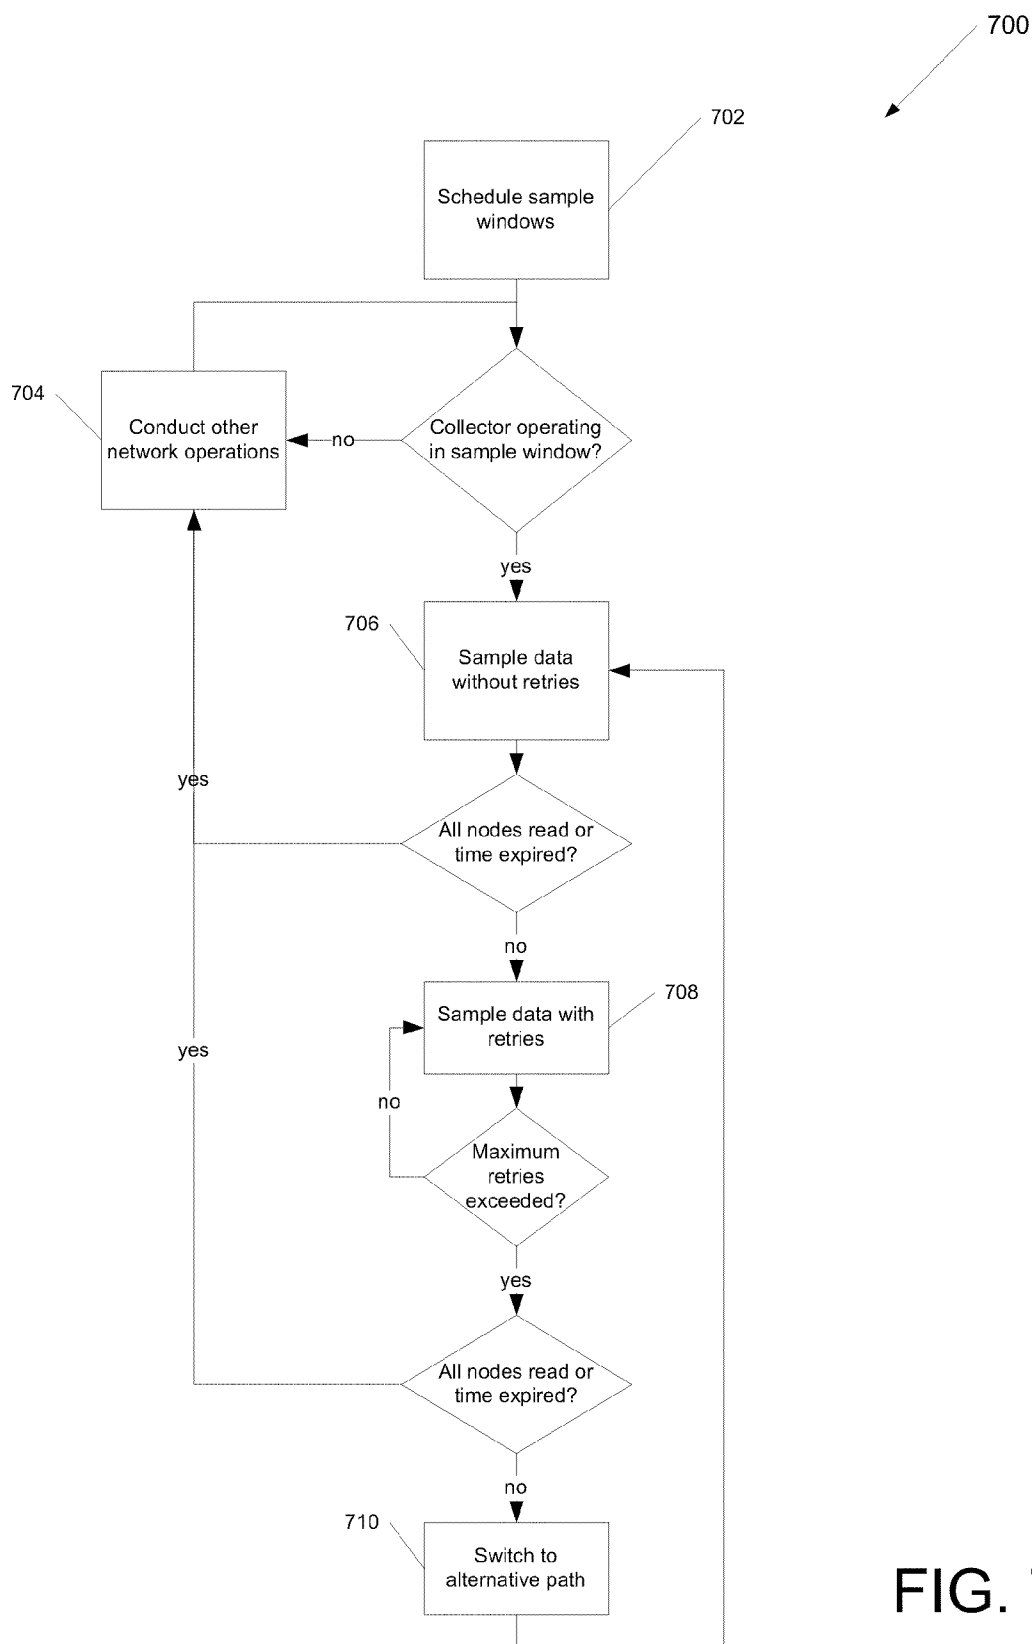 700
702
Schedule sample
windows
704
Conduct other
network operations
no
Collector operating
in sample window?
yes
706
Sample data
without retries
yes
All nodes read or
time expired?
no
708
Sample data with
retries
yes
no
Maximum
retries
exceeded?
yes
All nodes read or
time expired?
no
710
Switch to
alternative path
FIG.